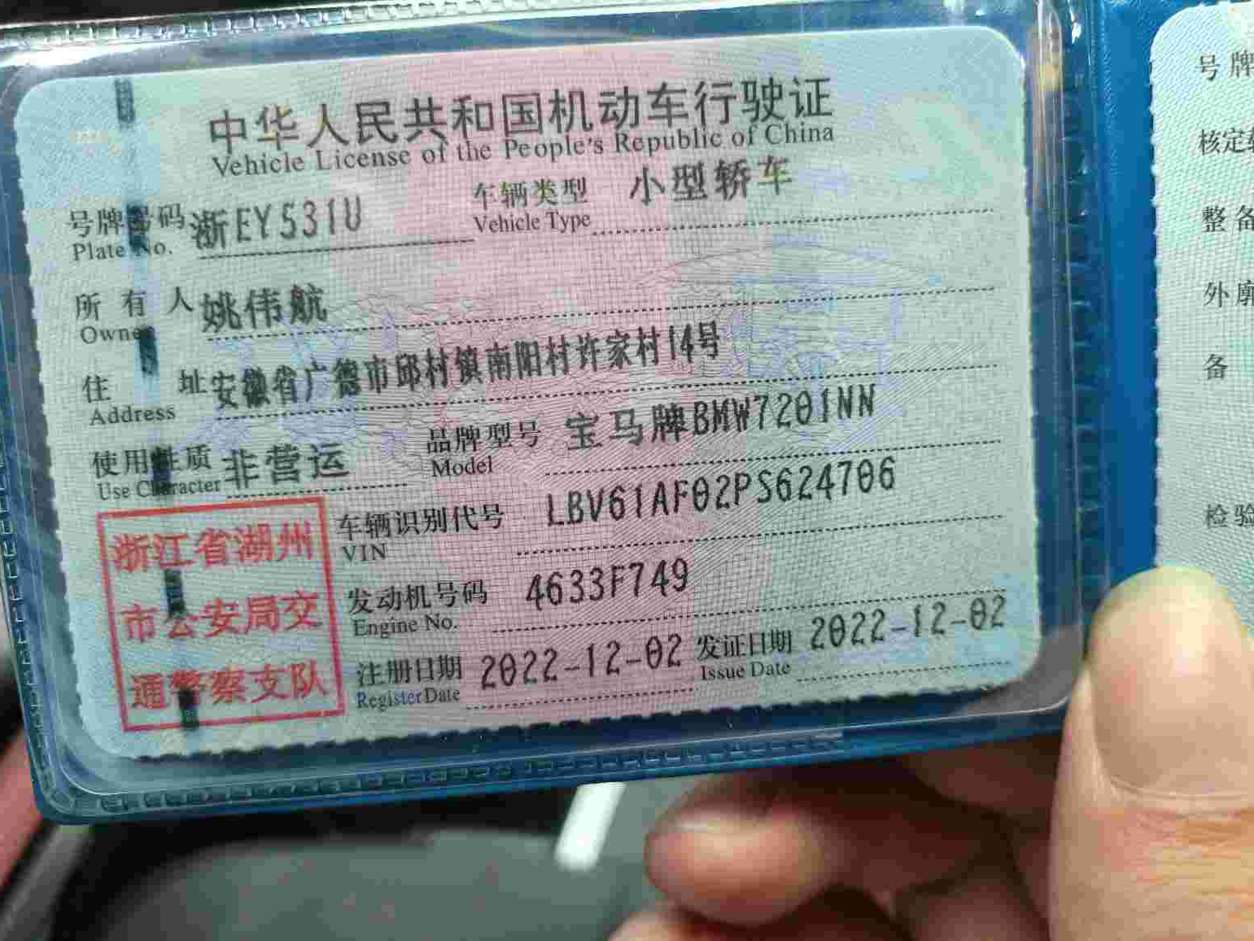 中华人民共和国机动车行驶证
Vehicle License of the People's Republic of China
号牌号码 浙EY531U 车辆类型 小型轿车
Plate No. Vehicle Type
所有人 姚伟航
Owner
住址 安徽省广德市邱村镇南阳村许家村14号
Address
使用性质 非营运 品牌型号 宝马牌BMW7201NN
Use Character Model
车辆识别代号 LBV61AF02PS624706
VIN
发动机号码 4633F749
Engine No.
注册日期 2022-12-02 发证日期 2022-12-02
Register Date Issue Date
浙江省湖州
市公安局交
通警察支队
号牌
核定
整备
外廓
备
检验